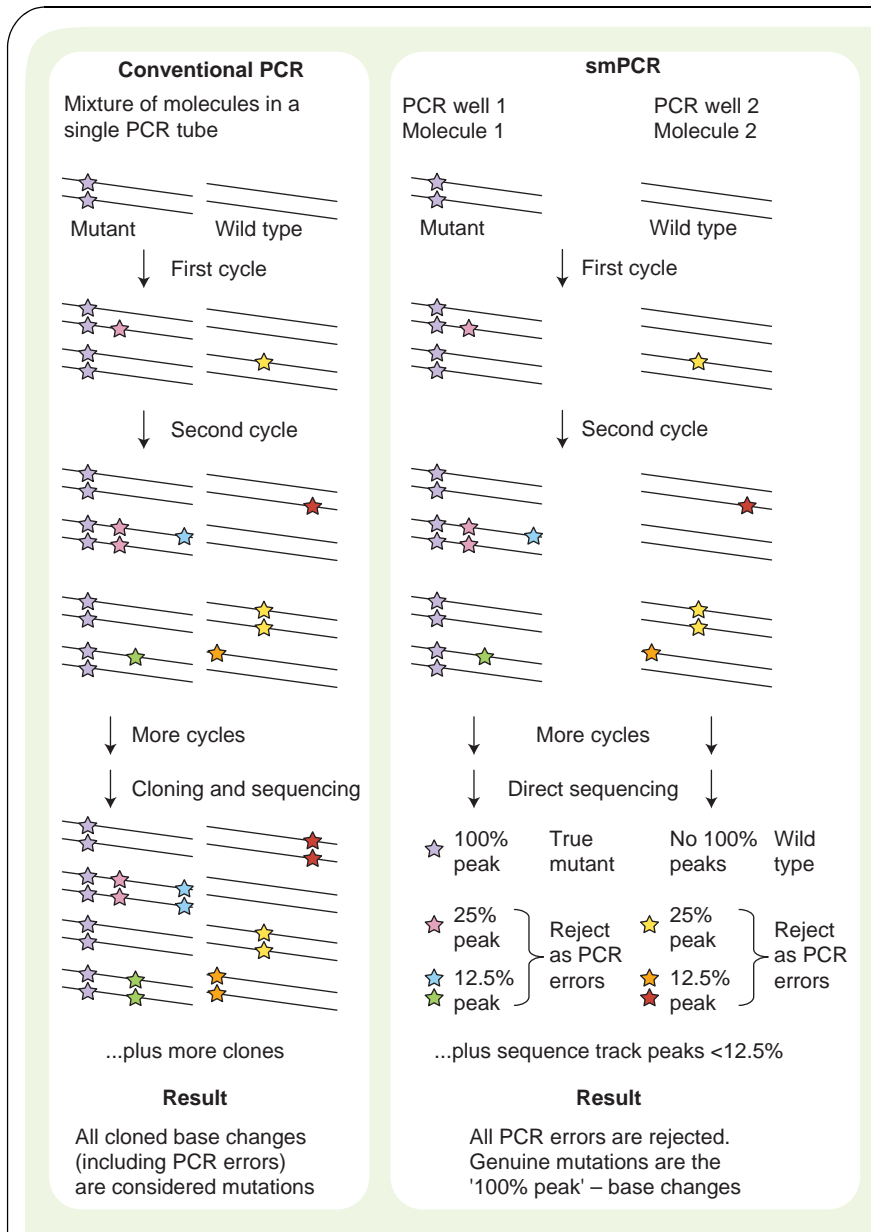 Conventional PCR
Mixture of molecules in a
single PCR tube
Mutant
Wild type
First cycle
Second cycle
More cycles
Cloning and sequencing
...plus more clones
Result
All cloned base changes
(including PCR errors)
are considered mutations
smPCR
PCR well 1
Molecule 1
PCR well 2
Molecule 2
Mutant
Wild type
First cycle
Second cycle
More cycles
Direct sequencing
100%
peak
True
mutant
No 100%
peaks
Wild
type
25%
peak
12.5%
peak
Reject
as PCR
errors
25%
peak
12.5%
peak
Reject
as PCR
errors
...plus sequence track peaks <12.5%
Result
All PCR errors are rejected.
Genuine mutations are the
'100% peak' – base changes